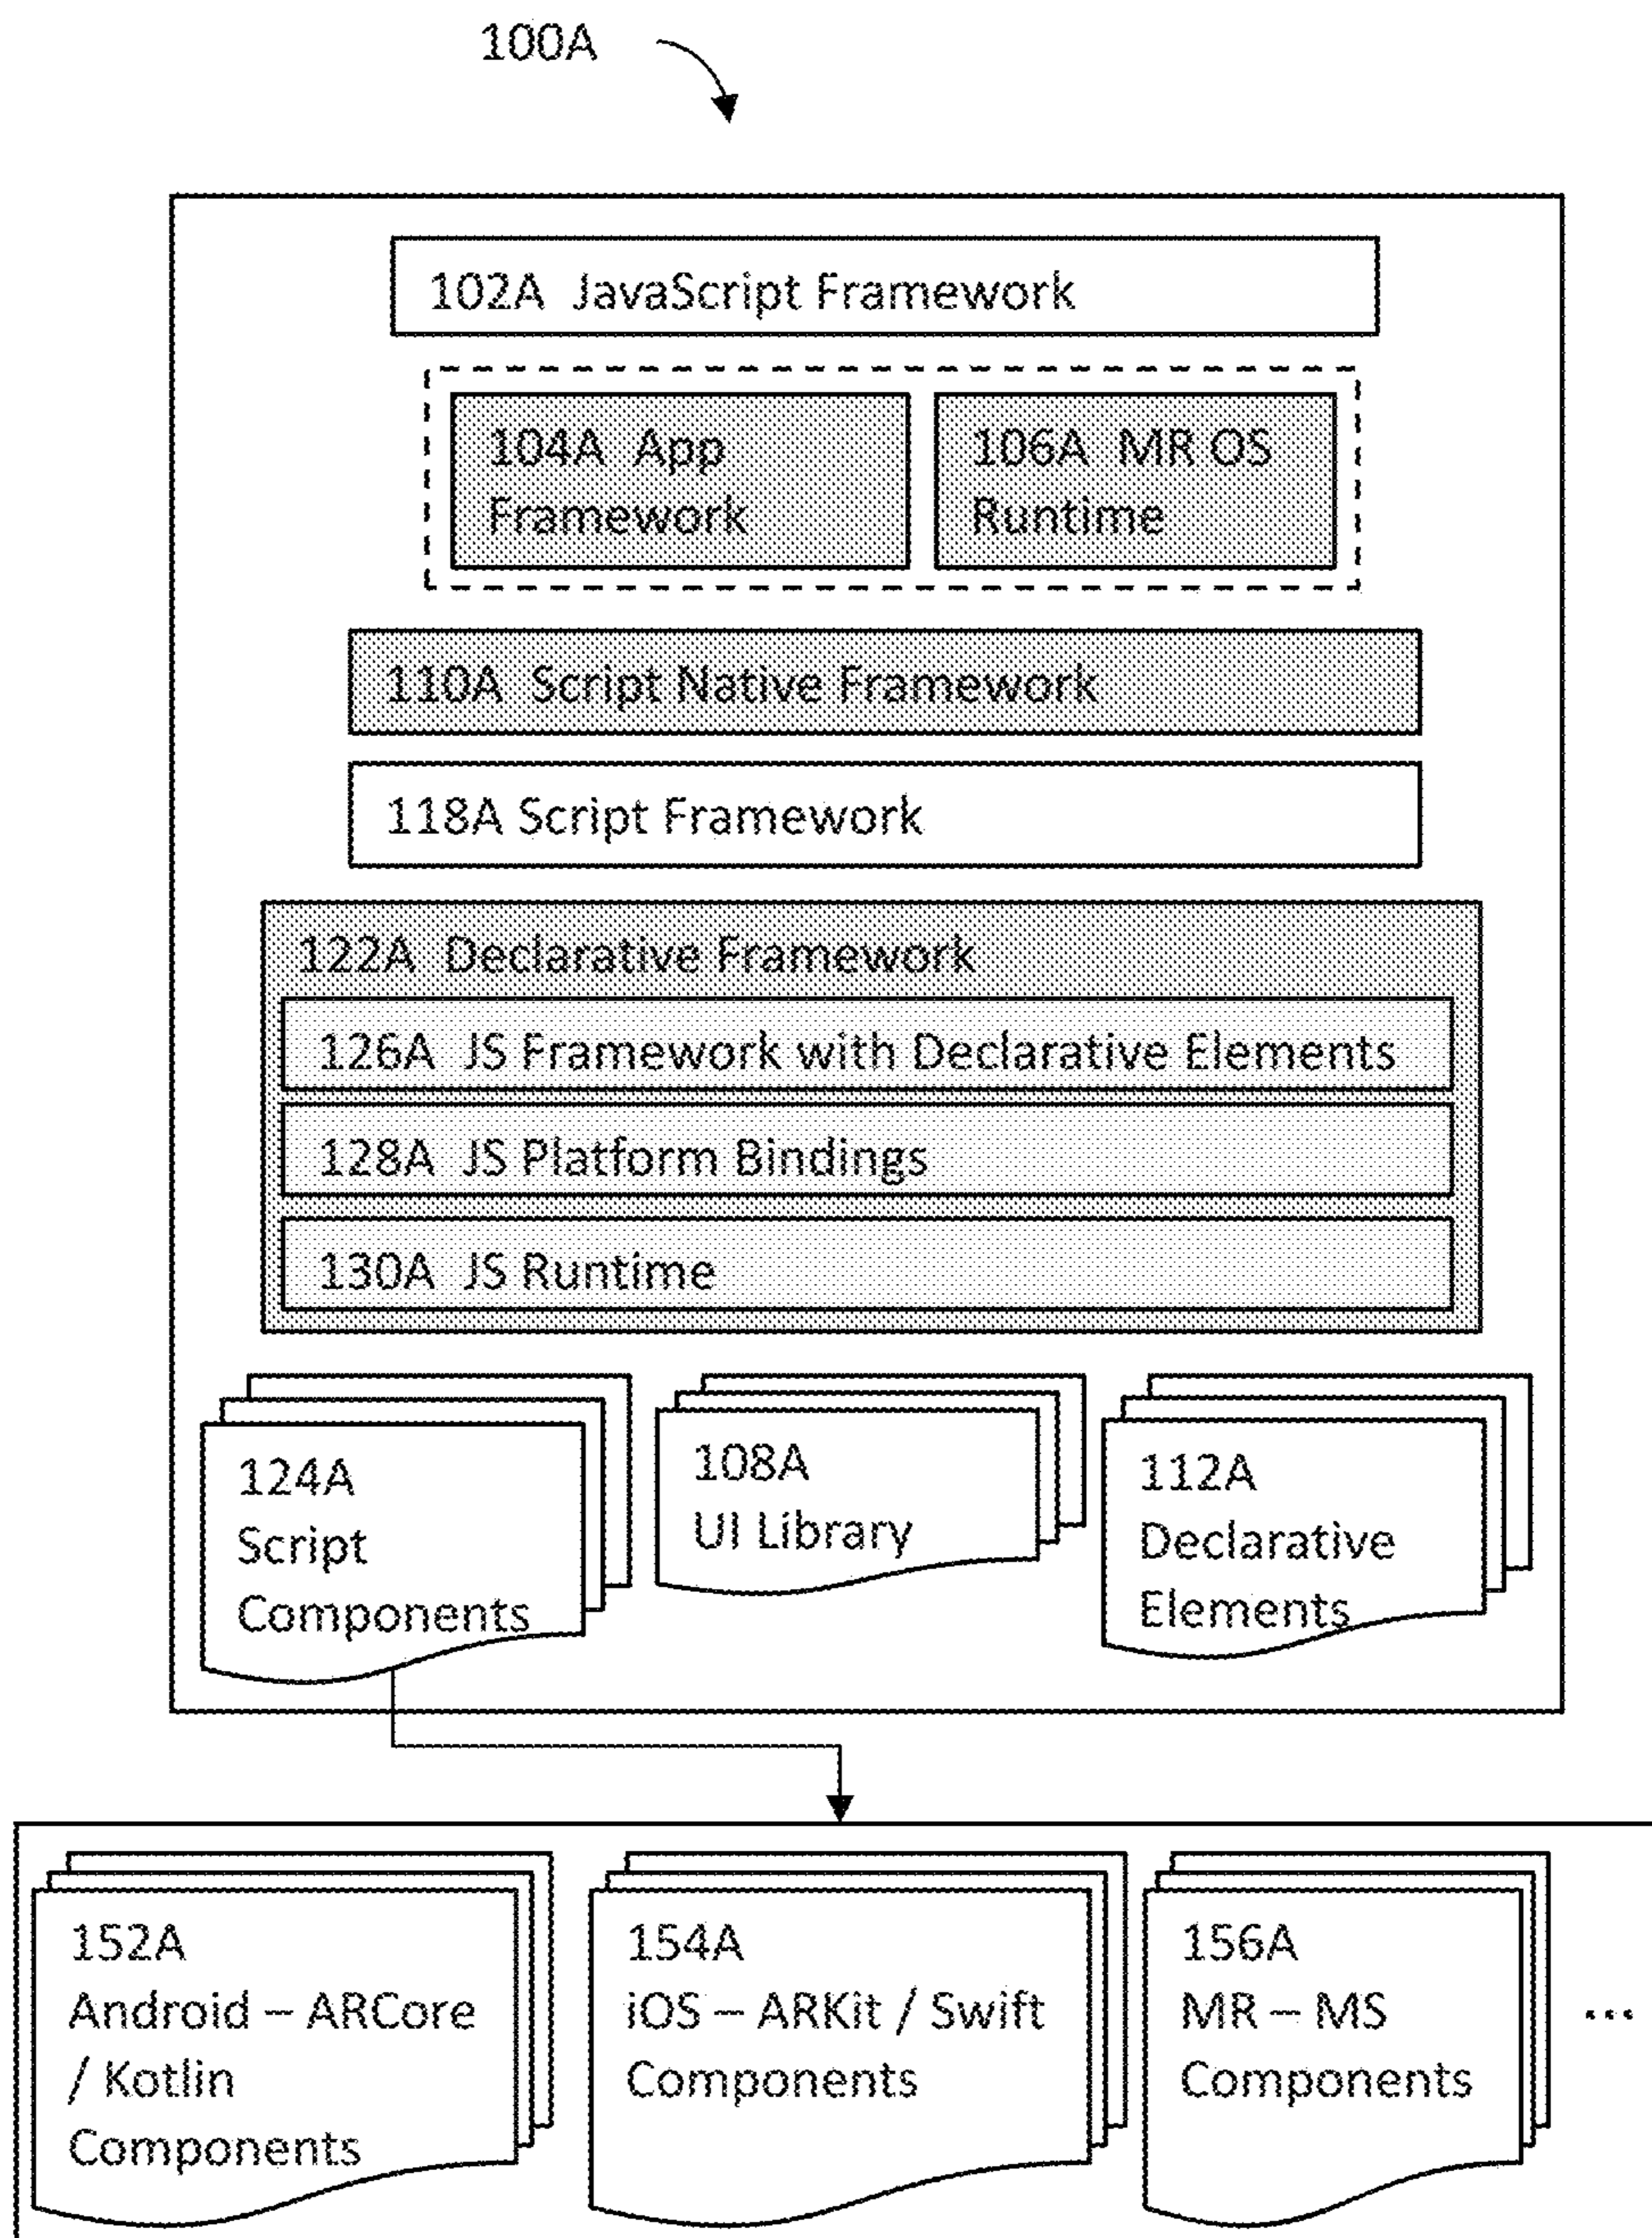 100A
102A JavaScript Framework
104A App
Framework
106A MR OS
Runtime
110A Script Native Framework
118A Script Framework
122A Declarative Framework
126A JS Framework with Declarative Elements
128A JS Platform Bindings
130A JS Runtime
124A
Script
Components
108A
UI Library
112A
Declarative
Elements
152A
Android – ARCore
/ Kotlin
Components
154A
iOS – ARKit / Swift
Components
156A
MR – MS
Components
...